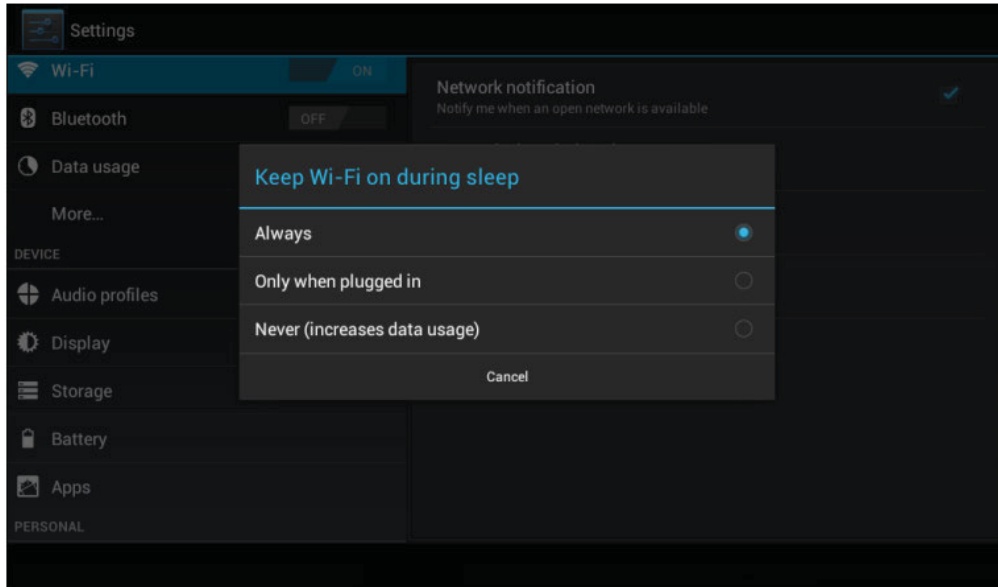 Settings
Wi-Fi
ON
Bluetooth
OFF
Data usage
More...
DEVICE
Audio profiles
Display
Storage
Battery
Apps
PERSONAL
Network notification
Notify me when an open network is available
Keep Wi-Fi on during sleep
Always
Only when plugged in
Never (increases data usage)
Cancel